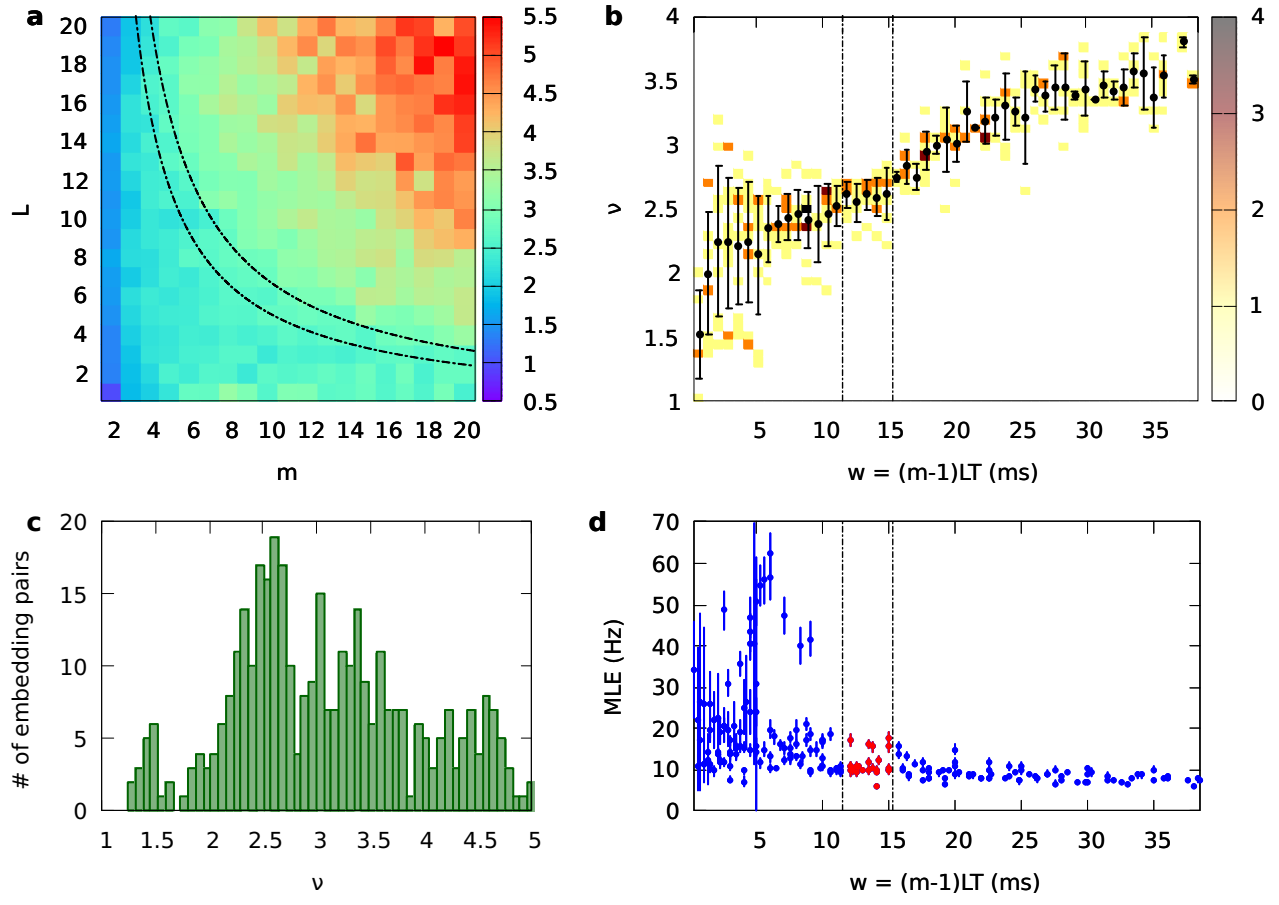 a
20
18
16
14
12
10
8
6
4
2
L
2 4 6 8 10 12 14 16 18 20
m
5.5
5
4.5
4
3.5
3
2.5
2
1.5
1
0.5
b
4
3.5
3
2.5
2
1.5
1
ν
5 10 15 20 25 30 35
w = (m-1)LT (ms)
4
3
2
1
0
c
20
15
10
5
0
# of embedding pairs
1 1.5 2 2.5 3 3.5 4 4.5 5
ν
d
70
60
50
40
30
20
10
0
MLE (Hz)
5 10 15 20 25 30 35
w = (m-1)LT (ms)